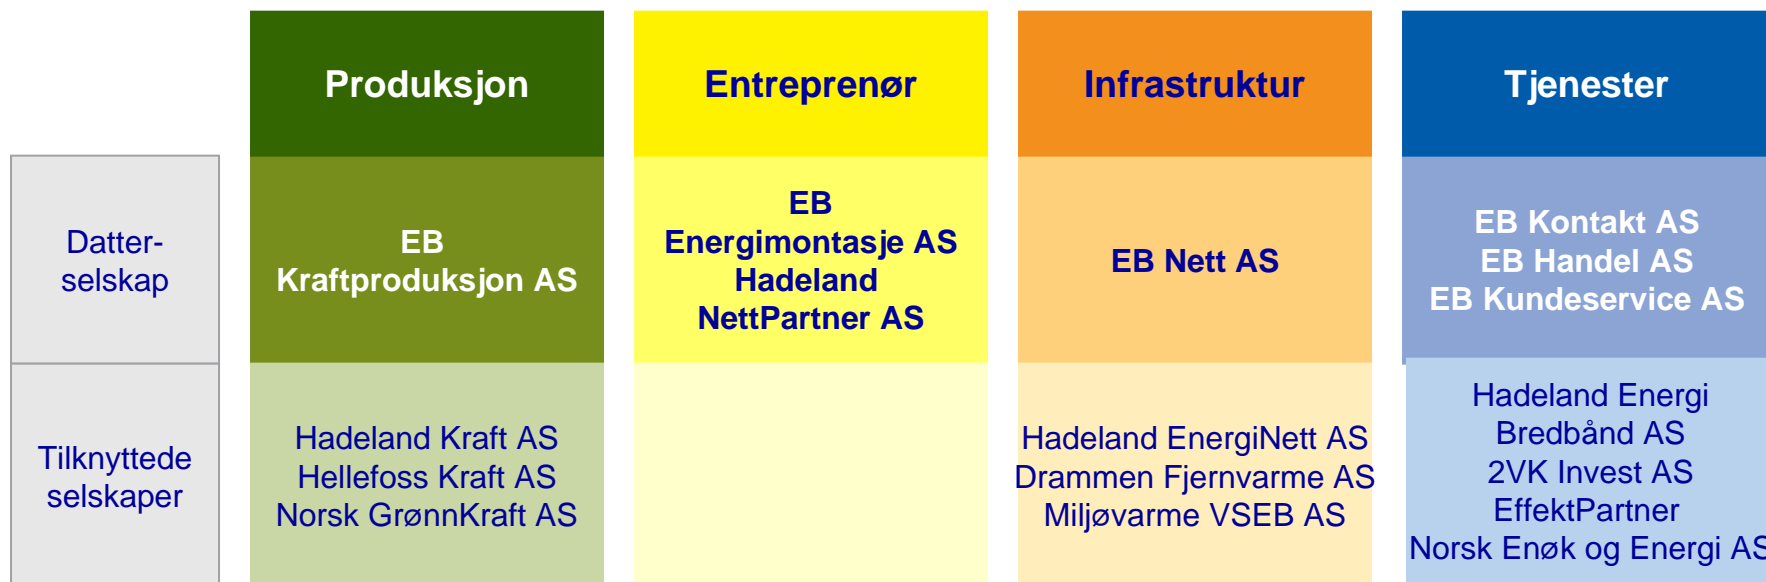 Produksjon
Entreprenør
Infrastruktur
Tjenester
Datter-
selskap
EB
Kraftproduksjon AS
EB
Energimontasje AS
Hadeland
NettPartner AS
EB Nett AS
EB Kontakt AS
EB Handel AS
EB Kundeservice AS
Tilknyttede
selskaper
Hadeland Kraft AS
Hellefoss Kraft AS
Norsk GrønnKraft AS
Hadeland EnergiNett AS
Drammen Fjernvarme AS
Miljøvarme VSEB AS
Hadeland Energi
Bredbånd AS
2VK Invest AS
EffektPartner
Norsk Enøk og Energi AS